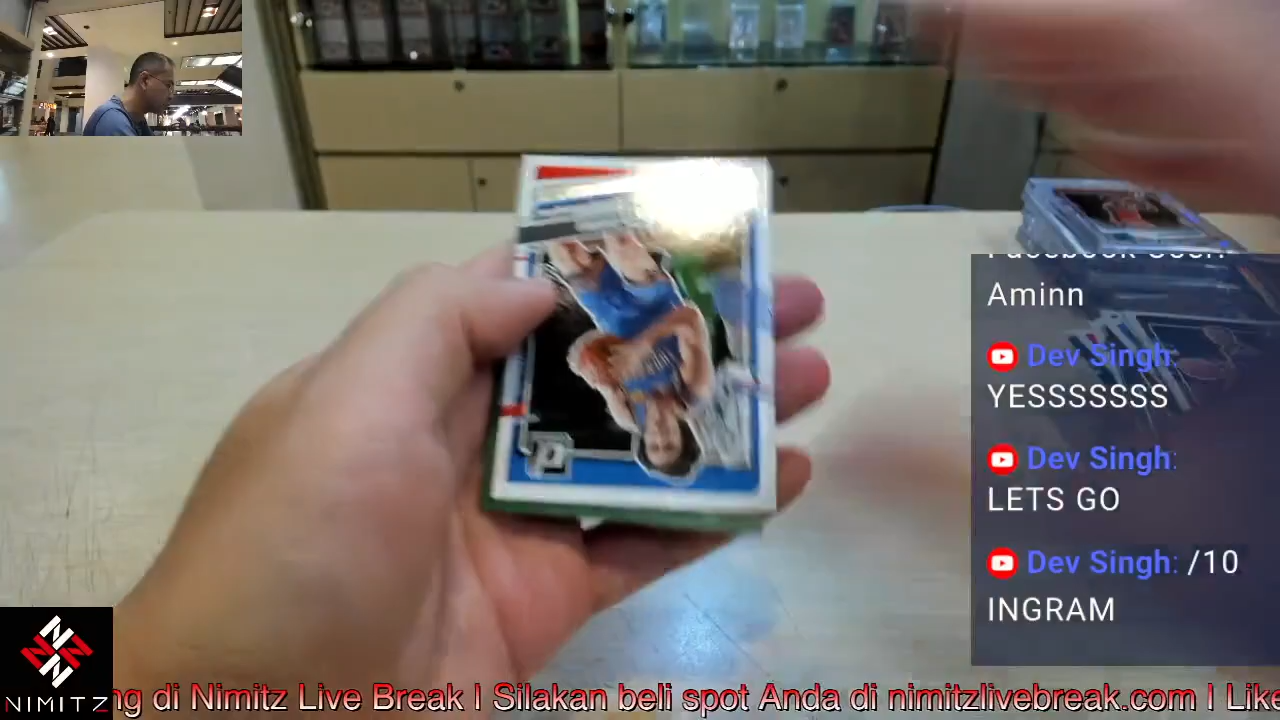 Aminn
Dev Singh:
YESSSSSSS
Dev Singh:
LETS GO
Dev Singh: /10
INGRAM
NIMITZ
ng di Nimitz Live Break | Silakan beli spot Anda di nimitzlivebreak.com | Like